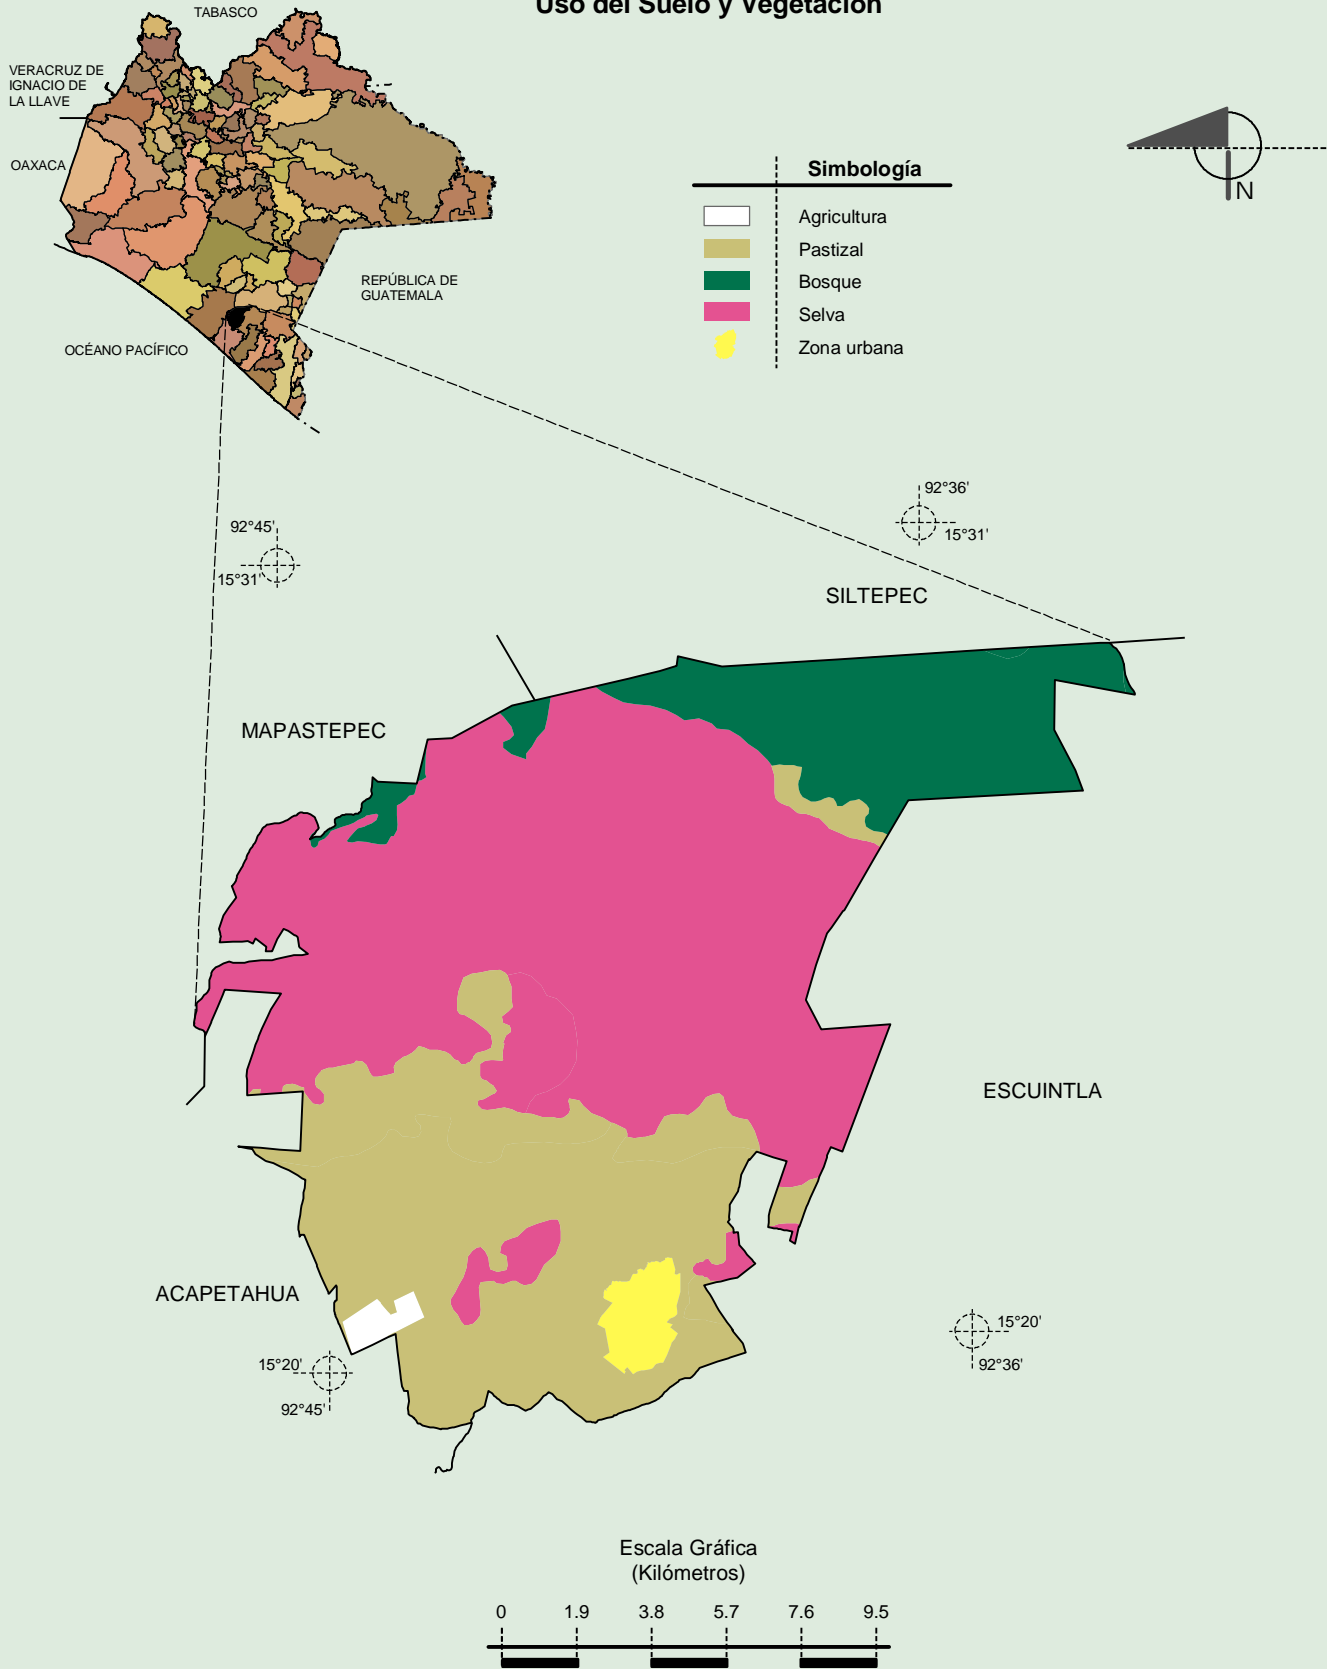 Uso del Suelo y Vegetación
TABASCO
VERACRUZ DE
IGNACIO DE
LA LLAVE
OAXACA
REPÚBLICA DE
GUATEMALA
OCÉANO PACÍFICO
N
Simbología
Agricultura
Pastizal
Bosque
Selva
Zona urbana
92°36'
15°31'
92°45'
15°31'
SILTEPEC
MAPASTEPEC
ESCUINTLA
ACAPETAHUA
15°20'
92°36'
15°20'
92°45'
Escala Gráfica
(Kilómetros)
0 1.9 3.8 5.7 7.6 9.5